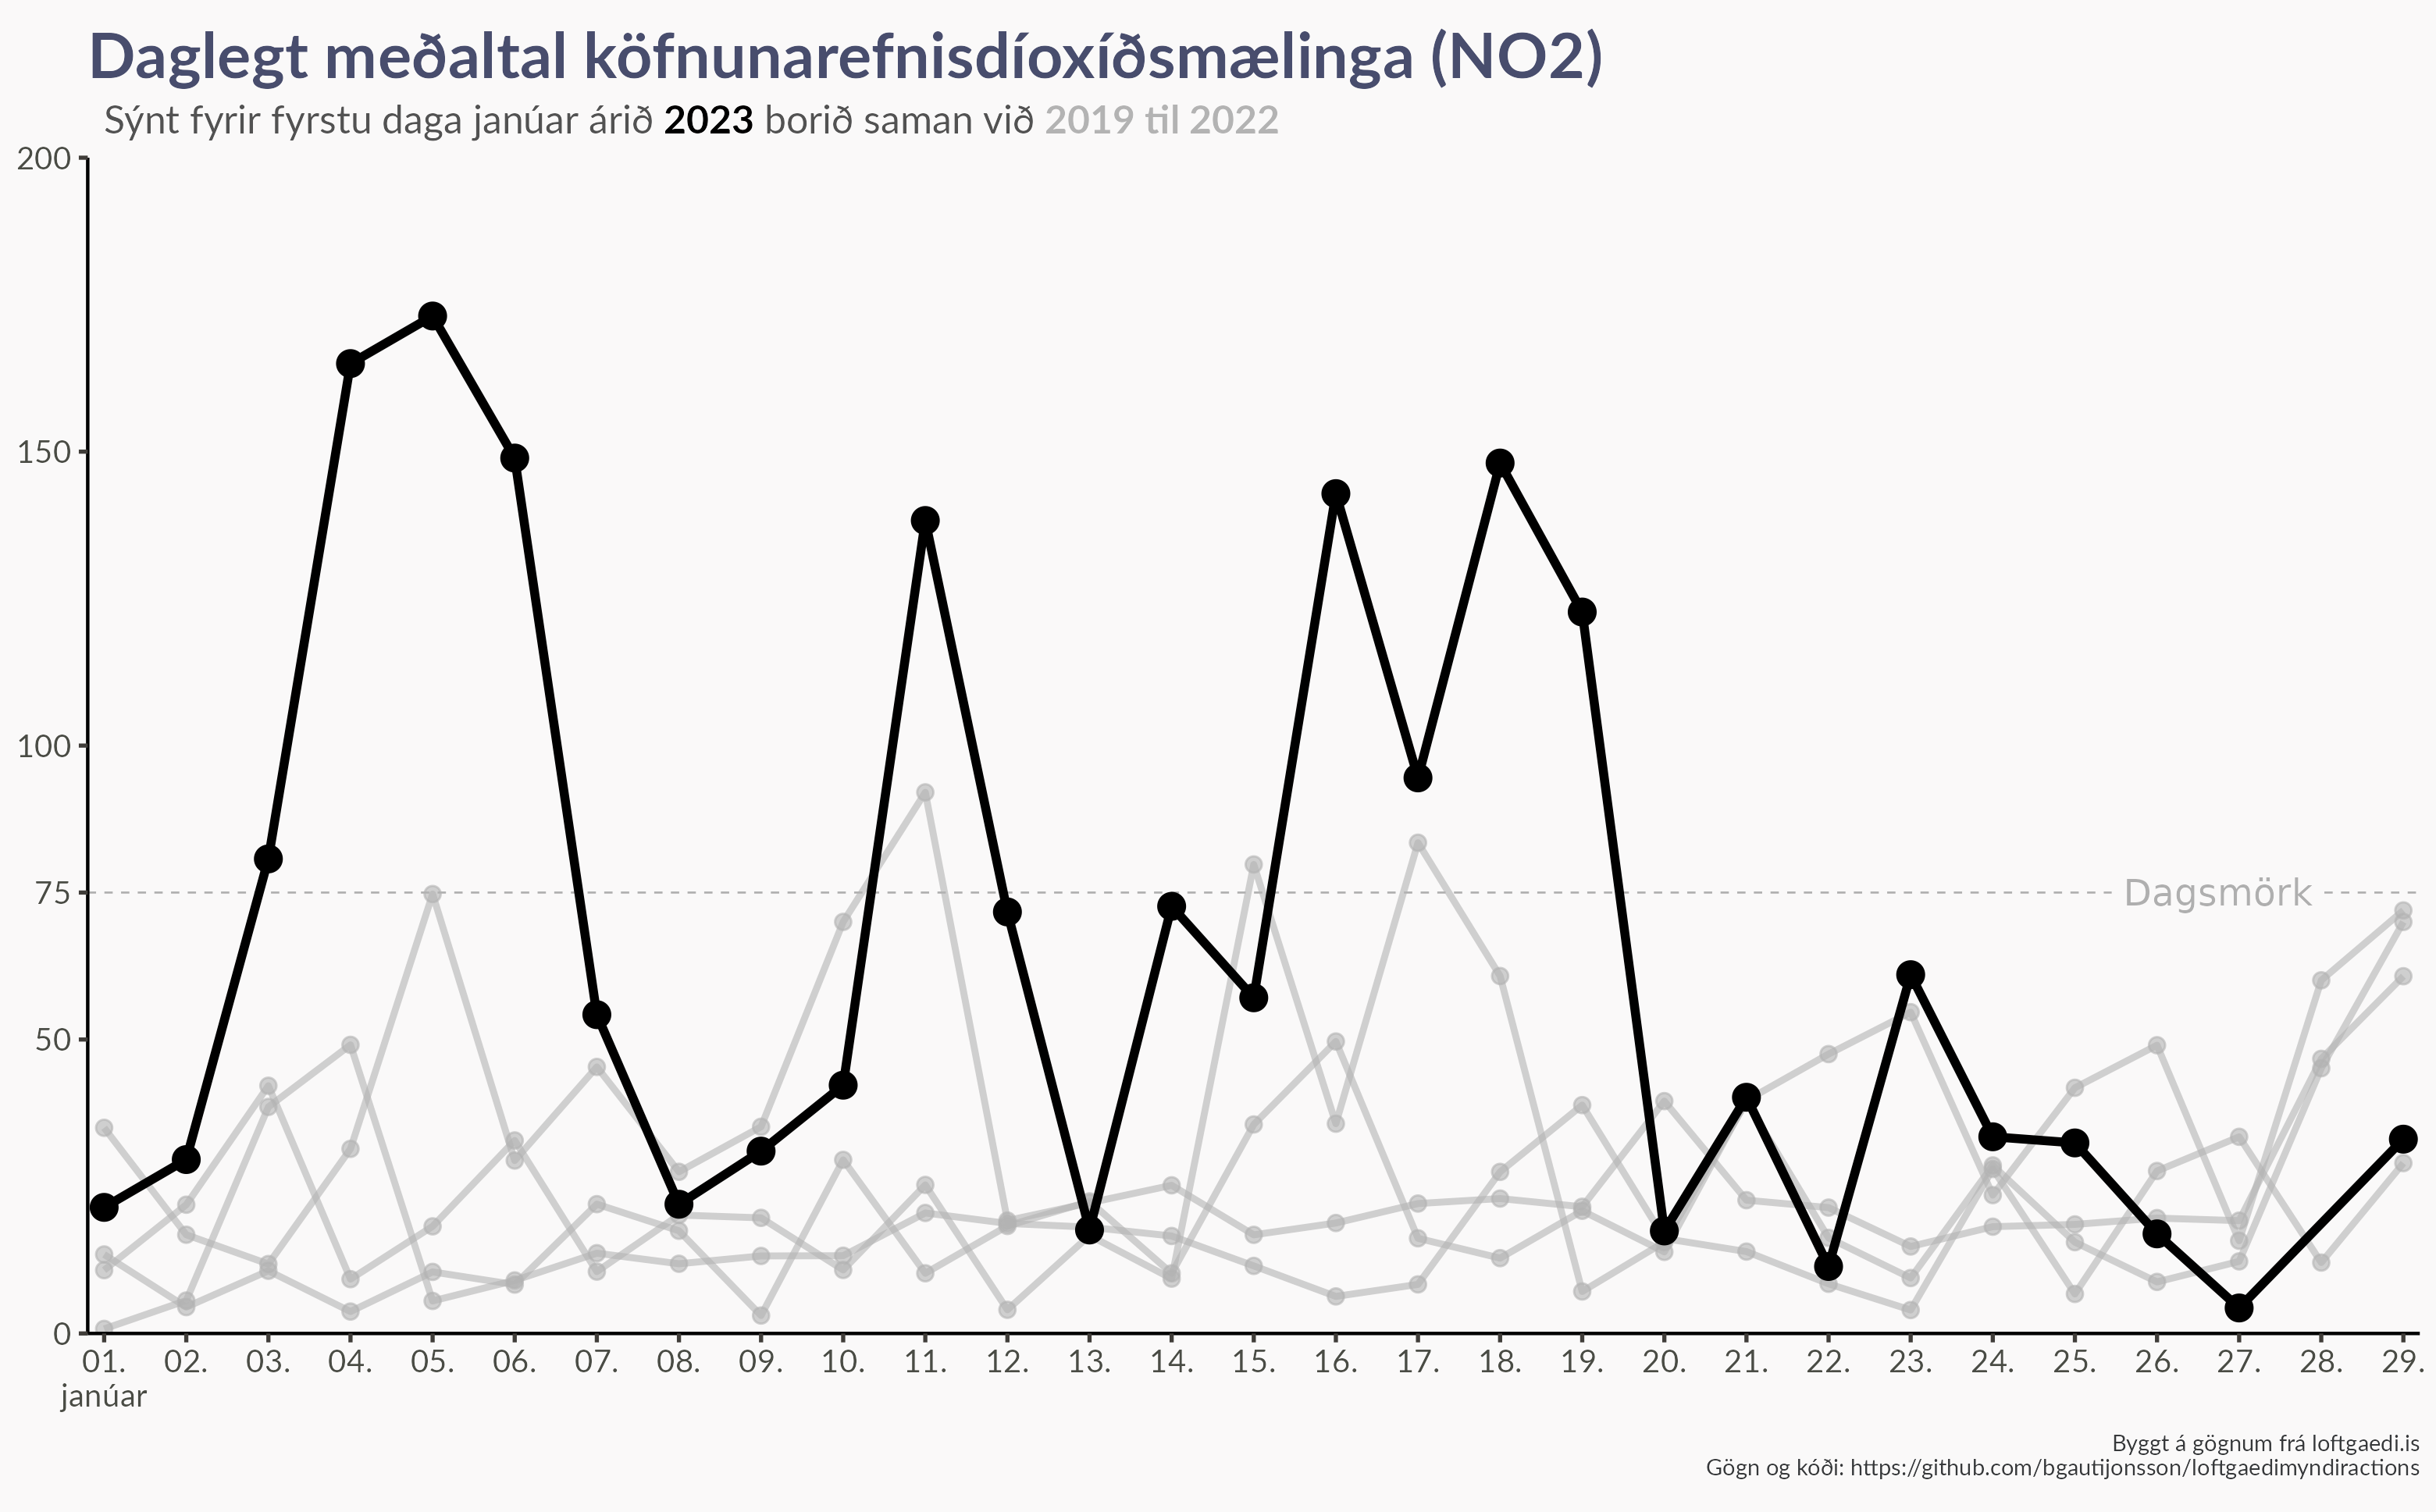 Daglegt meðaltal köfnunarefnisdíoxíðsmælinga (NO2)
Sýnt fyrir fyrstu daga janúar árið 2023 borið saman við 2019 til 2022
200
150
100
75
Dagsmörk
50
0
01. 02. 03. 04. 05. 06. 07. 08. 09. 10. 11. 12. 13. 14. 15. 16. 17. 18. 19. 20. 21. 22. 23. 24. 25. 26. 27. 28. 29.
janúar
Byggt á gögnum frá loftgaedi.is
Gögn og kóði: https://github.com/bgautijonsson/loftgaedimyndiractions